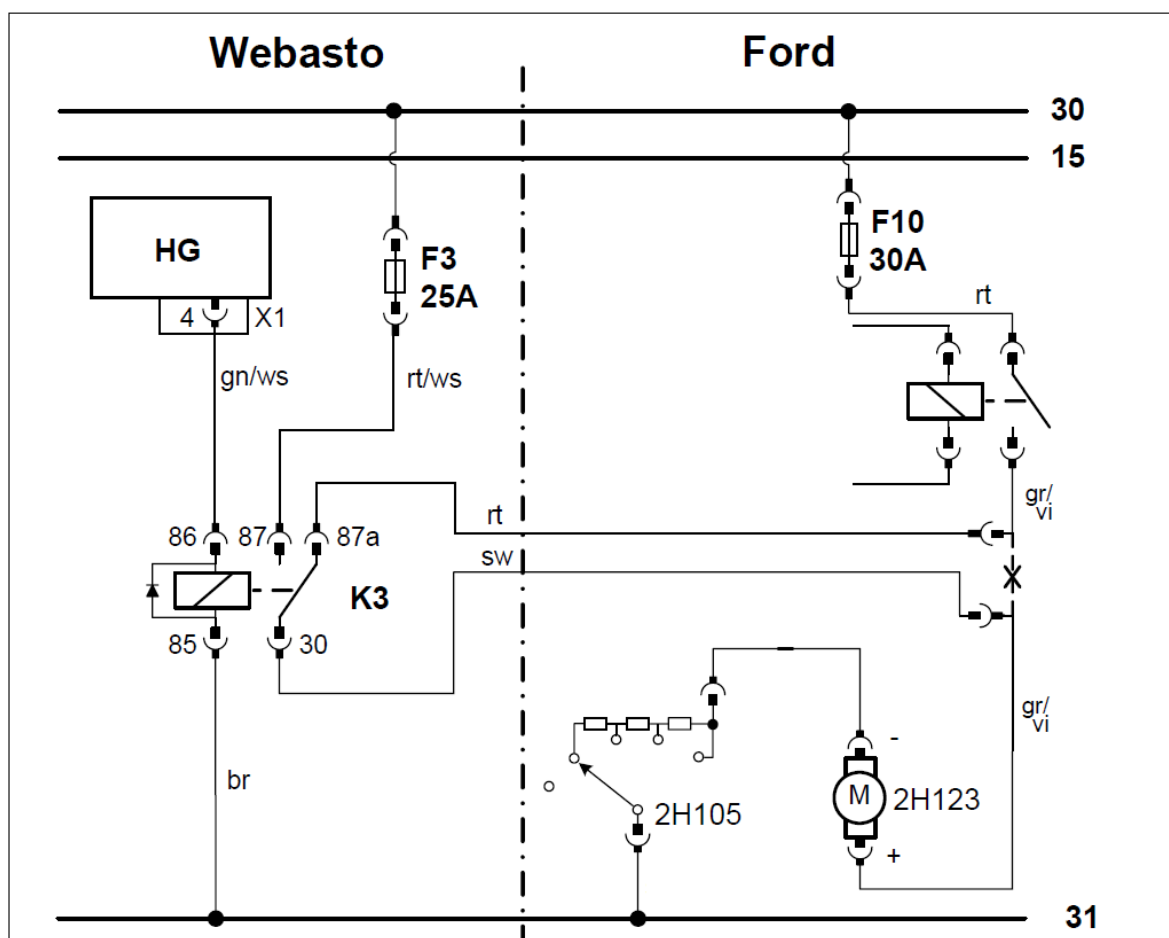 Webasto
Ford
30
15
HG
F3
25A
F10
30A
4
X1
rt
gn/ws
rt/ws
gr/
vi
86
87
87a
rt
sw
K3
85
30
gr/
vi
br
-
M
2H123
2H105
+
31